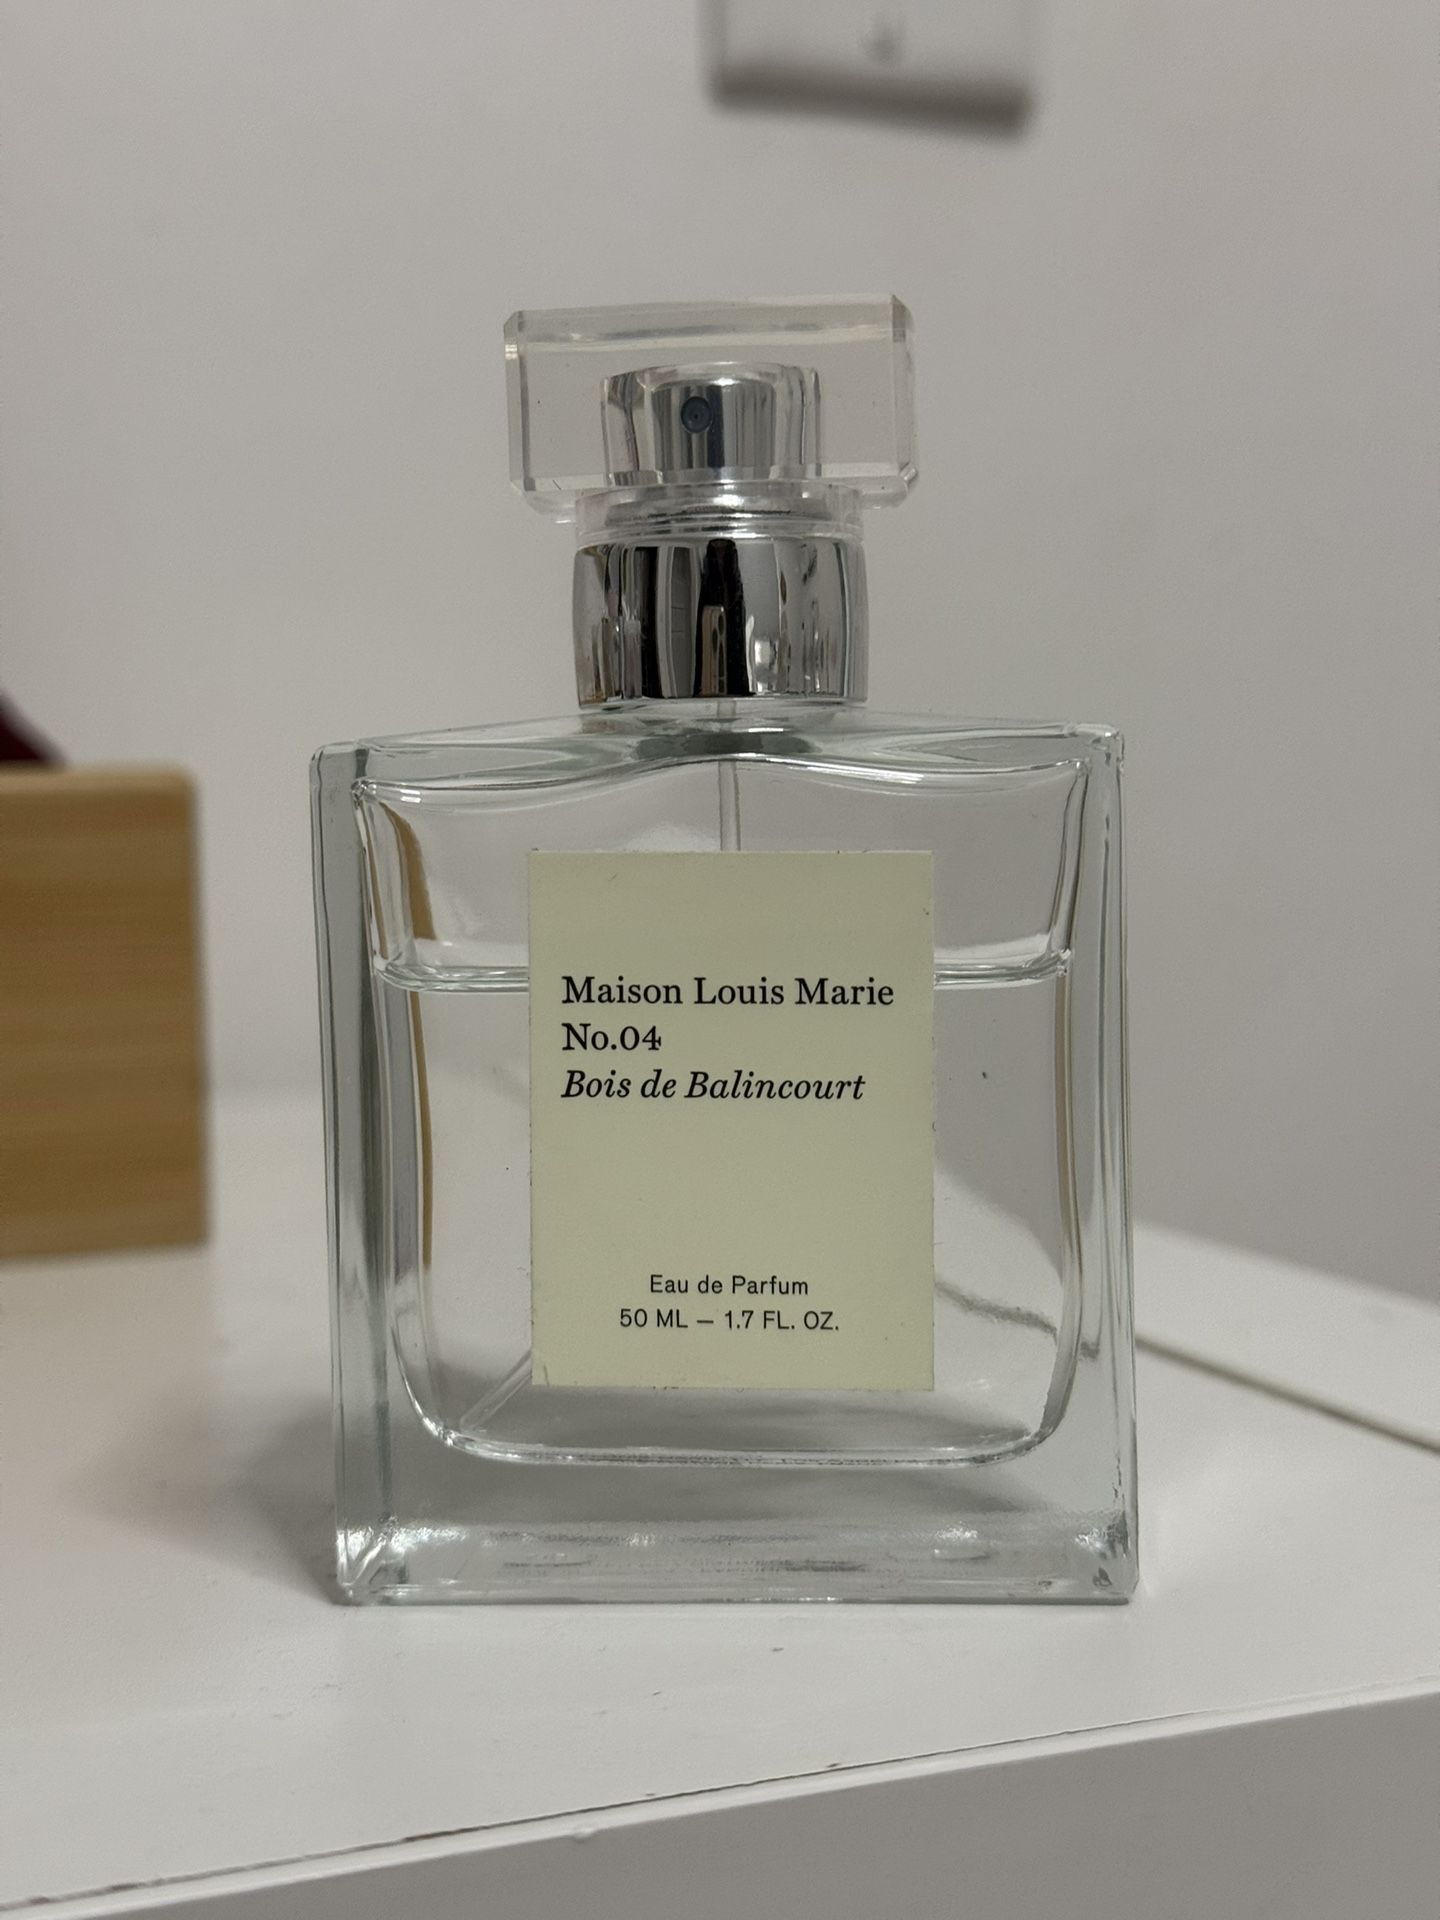 Maison Louis Marie
No.04
Bois de Balincourt
Eau de Parfum
50 ML – 1.7 FL. OZ.